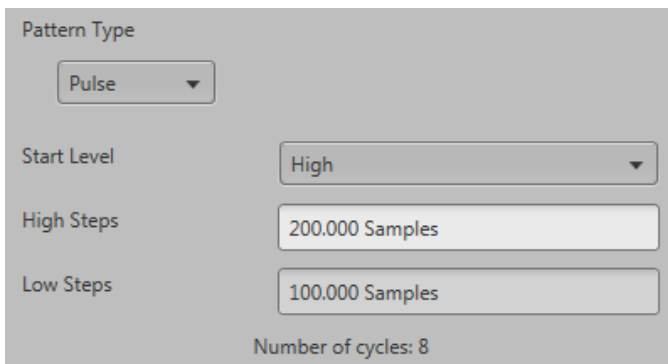 Pattern Type
Pulse
Start Level High
High Steps 200.000 Samples
Low Steps 100.000 Samples
Number of cycles: 8